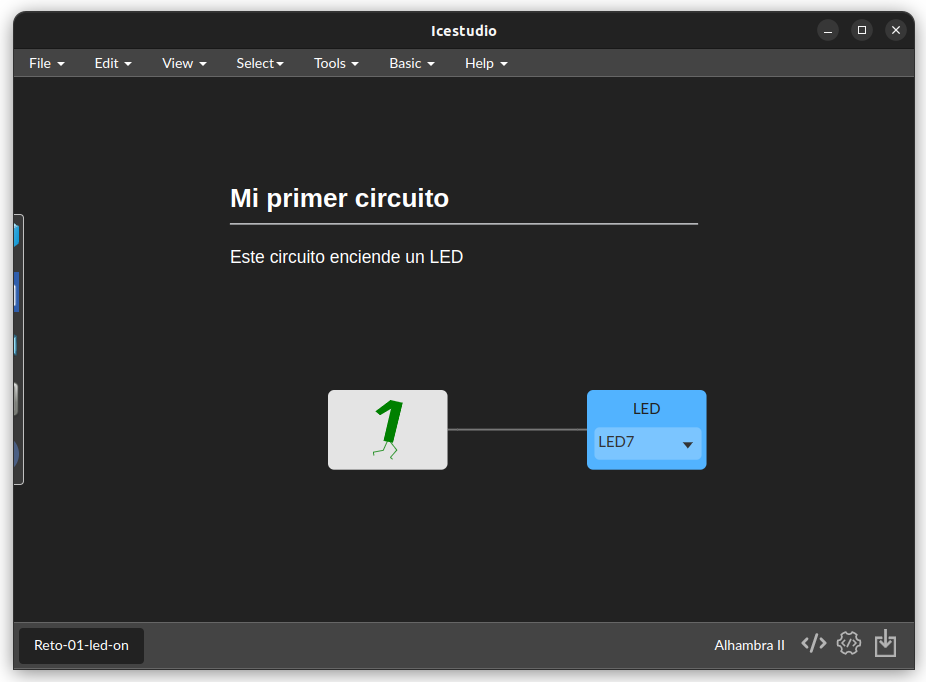 Icestudio
File Edit View Select Tools Basic Help
Mi primer circuito
Este circuito enciende un LED
1
LED
LED7
Reto-01-led-on
Alhambra II